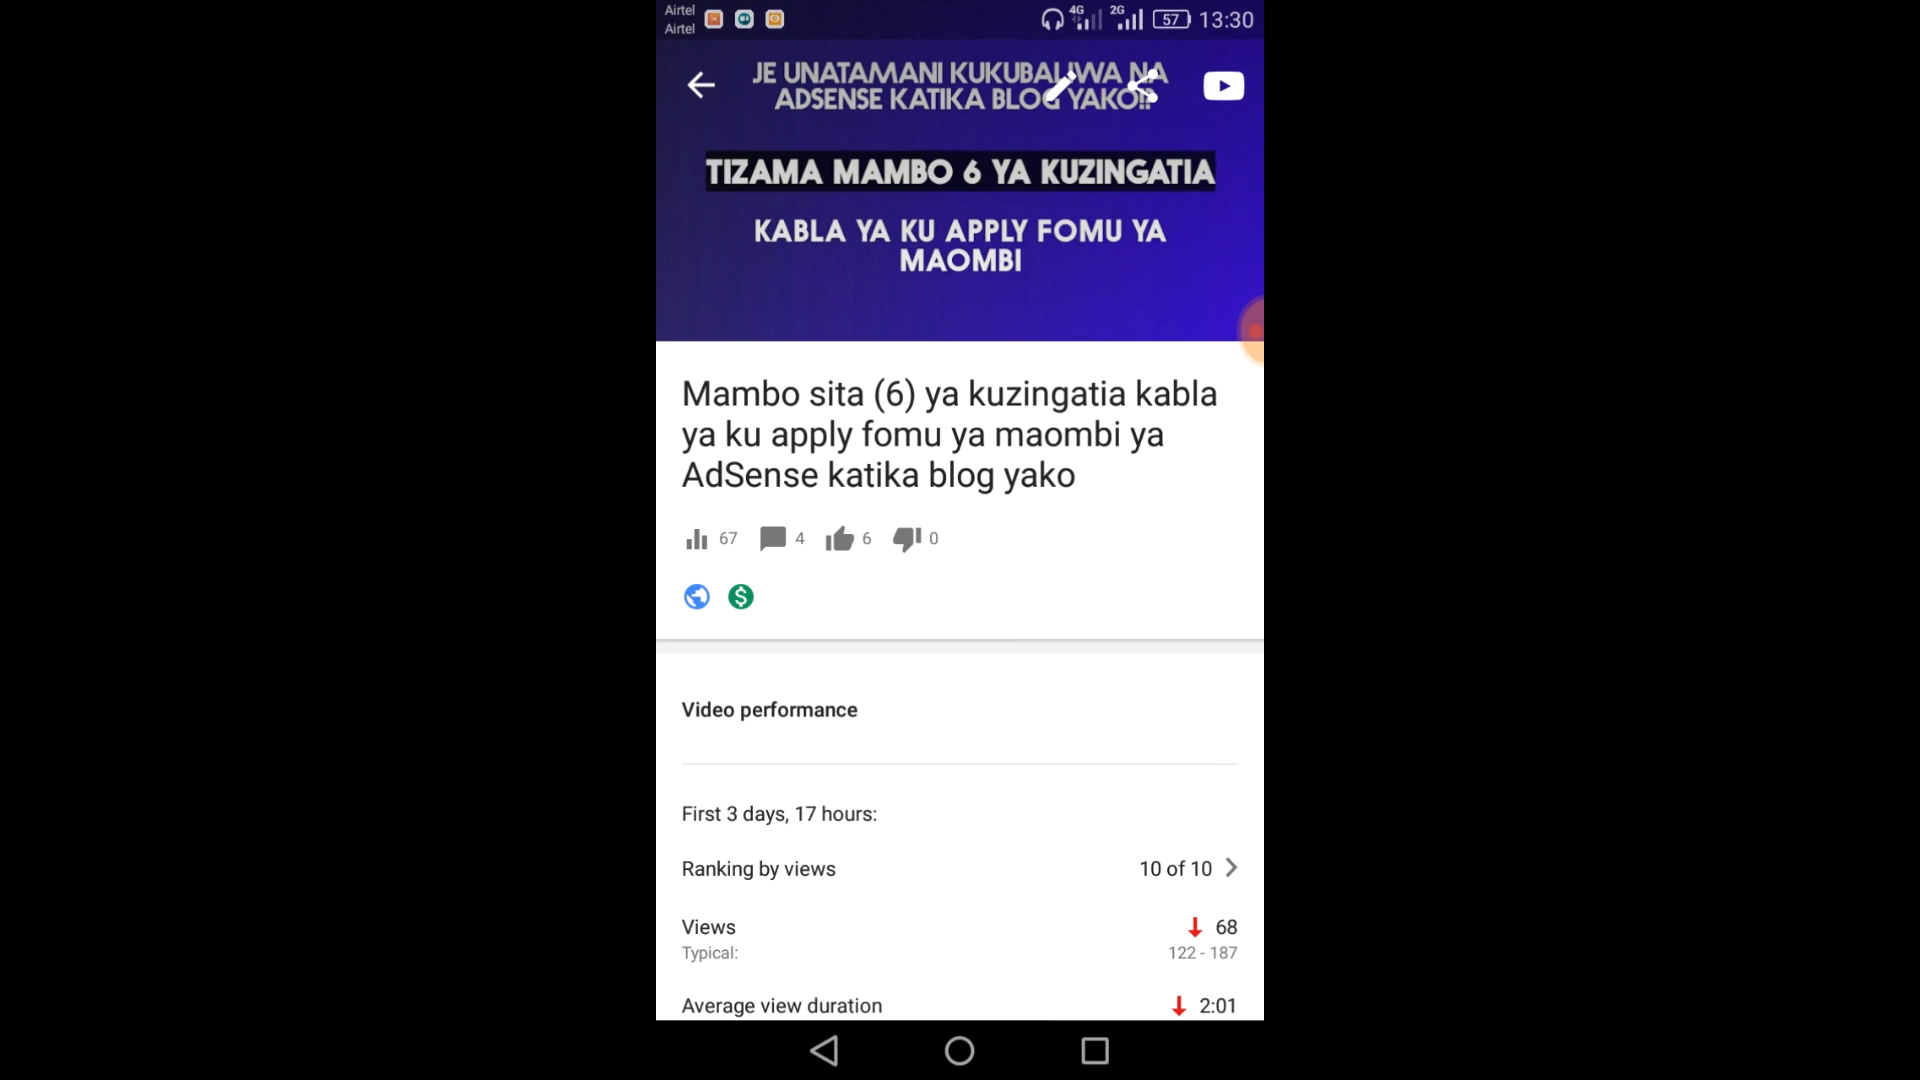 Airtel
Airtel
4G
2G
57
13:30
JE UNATAMANI KUKUBALIWA NA
ADSENSE KATIKA BLOG YAKO!?
TIZAMA MAMBO 6 YA KUZINGATIA
KABLA YA KU APPLY FOMU YA
MAOMBI
Mambo sita (6) ya kuzingatia kabla
ya ku apply fomu ya maombi ya
AdSense katika blog yako
67 4 6 0
Video performance
First 3 days, 17 hours:
Ranking by views 10 of 10
Views 68
Typical: 122 - 187
Average view duration 2:01